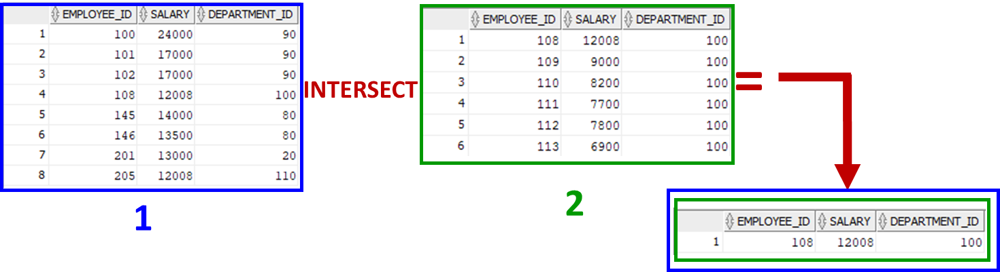 EMPLOYEE_ID SALARY DEPARTMENT_ID
1 100 24000 90
2 101 17000 90
3 102 17000 90
4 108 12008 100
5 145 14000 80
6 146 13500 80
7 201 13000 20
8 205 12008 110
1
INTERSECT
EMPLOYEE_ID SALARY DEPARTMENT_ID
1 108 12008 100
2 109 9000 100
3 110 8200 100
4 111 7700 100
5 112 7800 100
6 113 6900 100
2
=
EMPLOYEE_ID SALARY DEPARTMENT_ID
1 108 12008 100